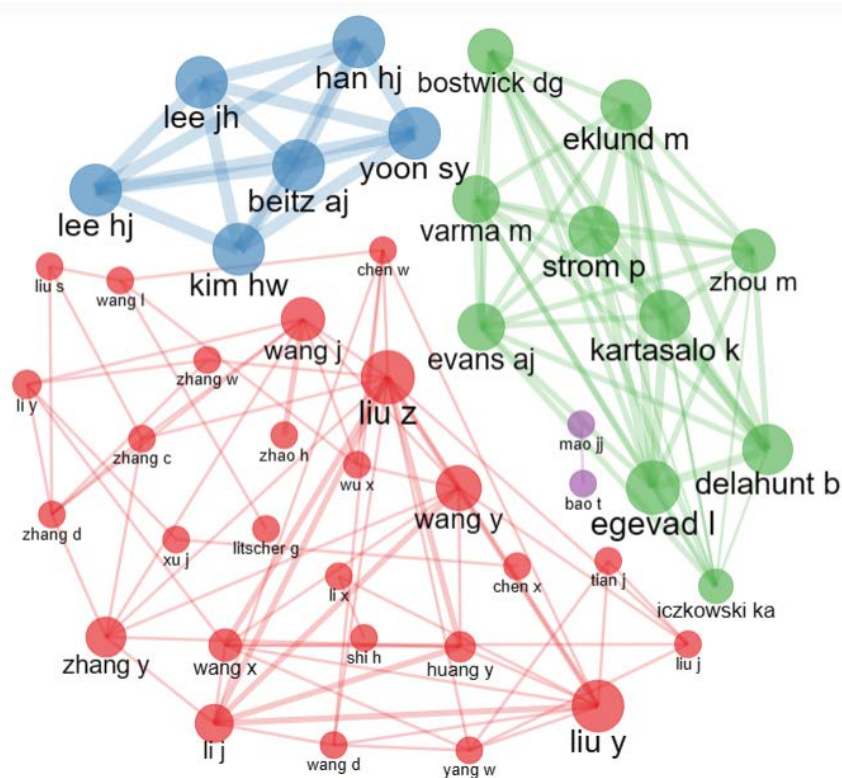 han hj
bostwick dg
lee jh
eklund m
yoon sy
beitz aj
lee hj
varma m
strom p
zhou m
kim hw
chen w
liu s
wang l
wang j
evans aj
kartasalo k
zhang w
li y
liu z
mao jj
zhao h
zhang c
wu x
delahunt b
bao t
wang y
egevad l
zhang d
litscher g
xu j
chen x
tian j
li x
iczkowski ka
zhang y
wang x
shi h
huang y
liu j
li j
liu y
wang d
yang w